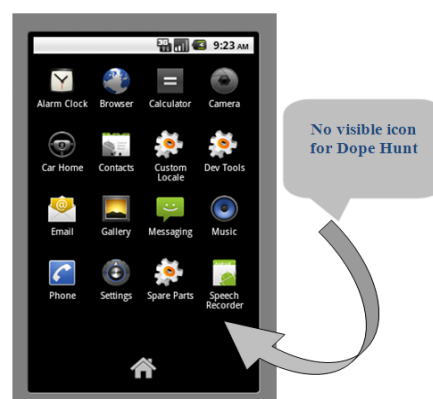 3G 9:23 AM
Alarm Clock Browser Calculator Camera
Car Home Contacts Custom Locale Dev Tools
Email Gallery Messaging Music
Phone Settings Spare Parts Speech Recorder
No visible icon
for Dope Hunt